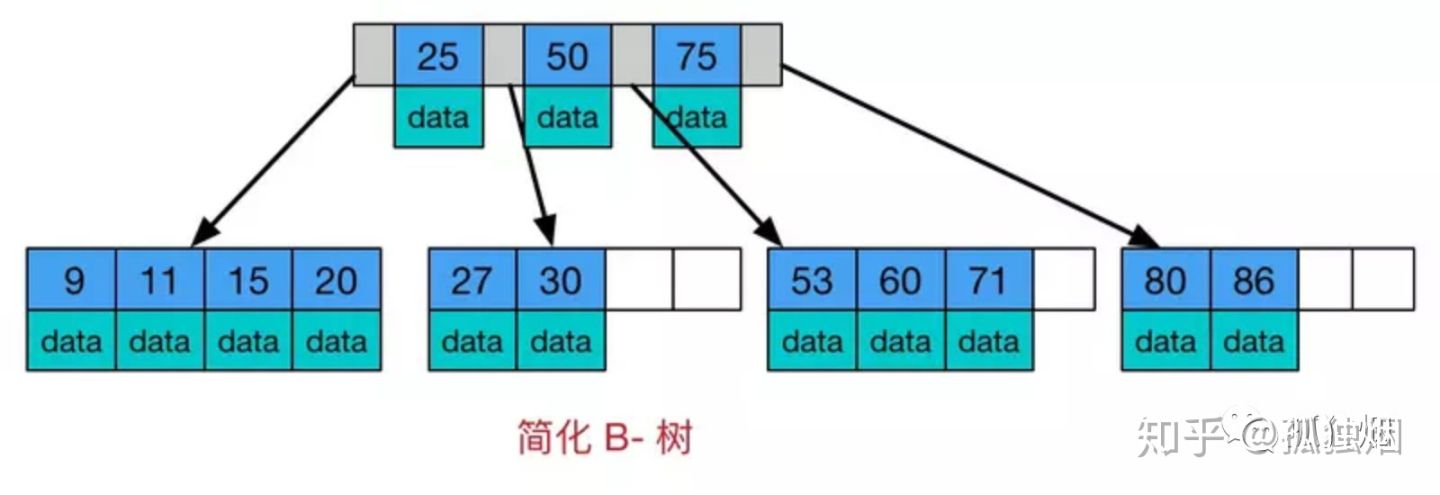 25 50 75
data data data
9 11 15 20 27 30 53 60 71 80 86
data data data data data data data data data data data
简化 B- 树
知乎 @孤独烟